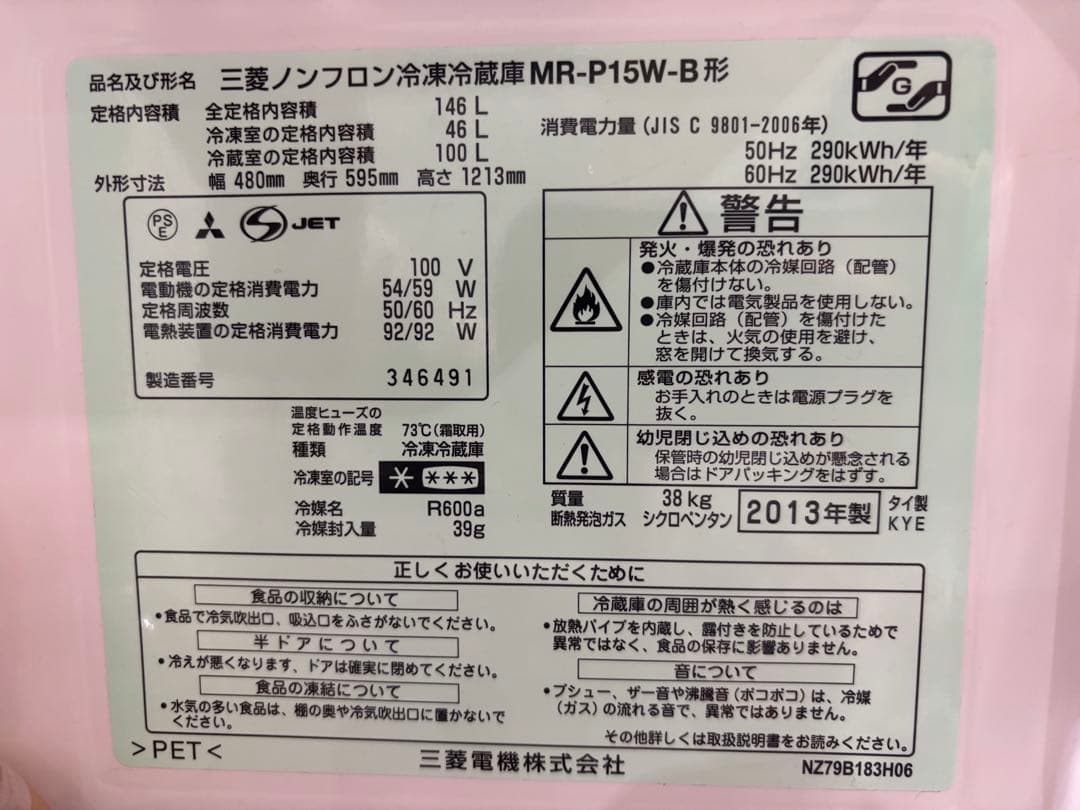 品名及び形名 三菱ノンフロン冷凍冷蔵庫 MR-P15W-B形
定格内容積 全定格内容積 146 L
冷凍室の定格内容積 46 L
冷蔵室の定格内容積 100 L
外形寸法 幅 480mm 奥行 595mm 高さ 1213mm
G
消費電力量 (JIS C 9801-2006年)
50Hz 290kWh/年
60Hz 290kWh/年
PS
E
JET
定格電圧 100 V
電動機の定格消費電力 54/59 W
定格周波数 50/60 Hz
電熱装置の定格消費電力 92/92 W
製造番号 346491
温度ヒューズの
定格動作温度 73℃(霜取用)
種類 冷凍冷蔵庫
冷凍室の記号 * ***
冷媒名 R600a
冷媒封入量 39g
警告
発火・爆発の恐れあり
●冷蔵庫本体の冷媒回路（配管）
を傷付けない。
●庫内では電気製品を使用しない。
●冷媒回路（配管）を傷付けた
ときは、火気の使用を避け、
窓を開けて換気する。
感電の恐れあり
お手入れのときは電源プラグを
抜く。
幼児閉じ込めの恐れあり
保管時の幼児閉じ込めが懸念される
場合はドアパッキングをはずす。
質量 38 kg
断熱発泡ガス シクロペンタン
2013年製
タイ製
KYE
正しくお使いいただくために
食品の収納について
●食品で冷気吹出口、吸込口をふさがないでください。
半ドアについて
●冷えが悪くなります、ドアは確実に閉めてください。
食品の凍結について
●水気の多い食品は、棚の奥や冷気吹出口に置かないで
ください。
冷蔵庫の周囲が熱く感じるのは
●放熱パイプを内蔵し、露付きを防止しているためで
異常ではなく、食品の保存に影響ありません。
音について
●プシュー、ザー音や沸騰音（ポコポコ）は、冷媒
（ガス）の流れる音で、異常ではありません。
その他詳しくは取扱説明書をお読みください。
>PET<
三菱電機株式会社
NZ79B183H06